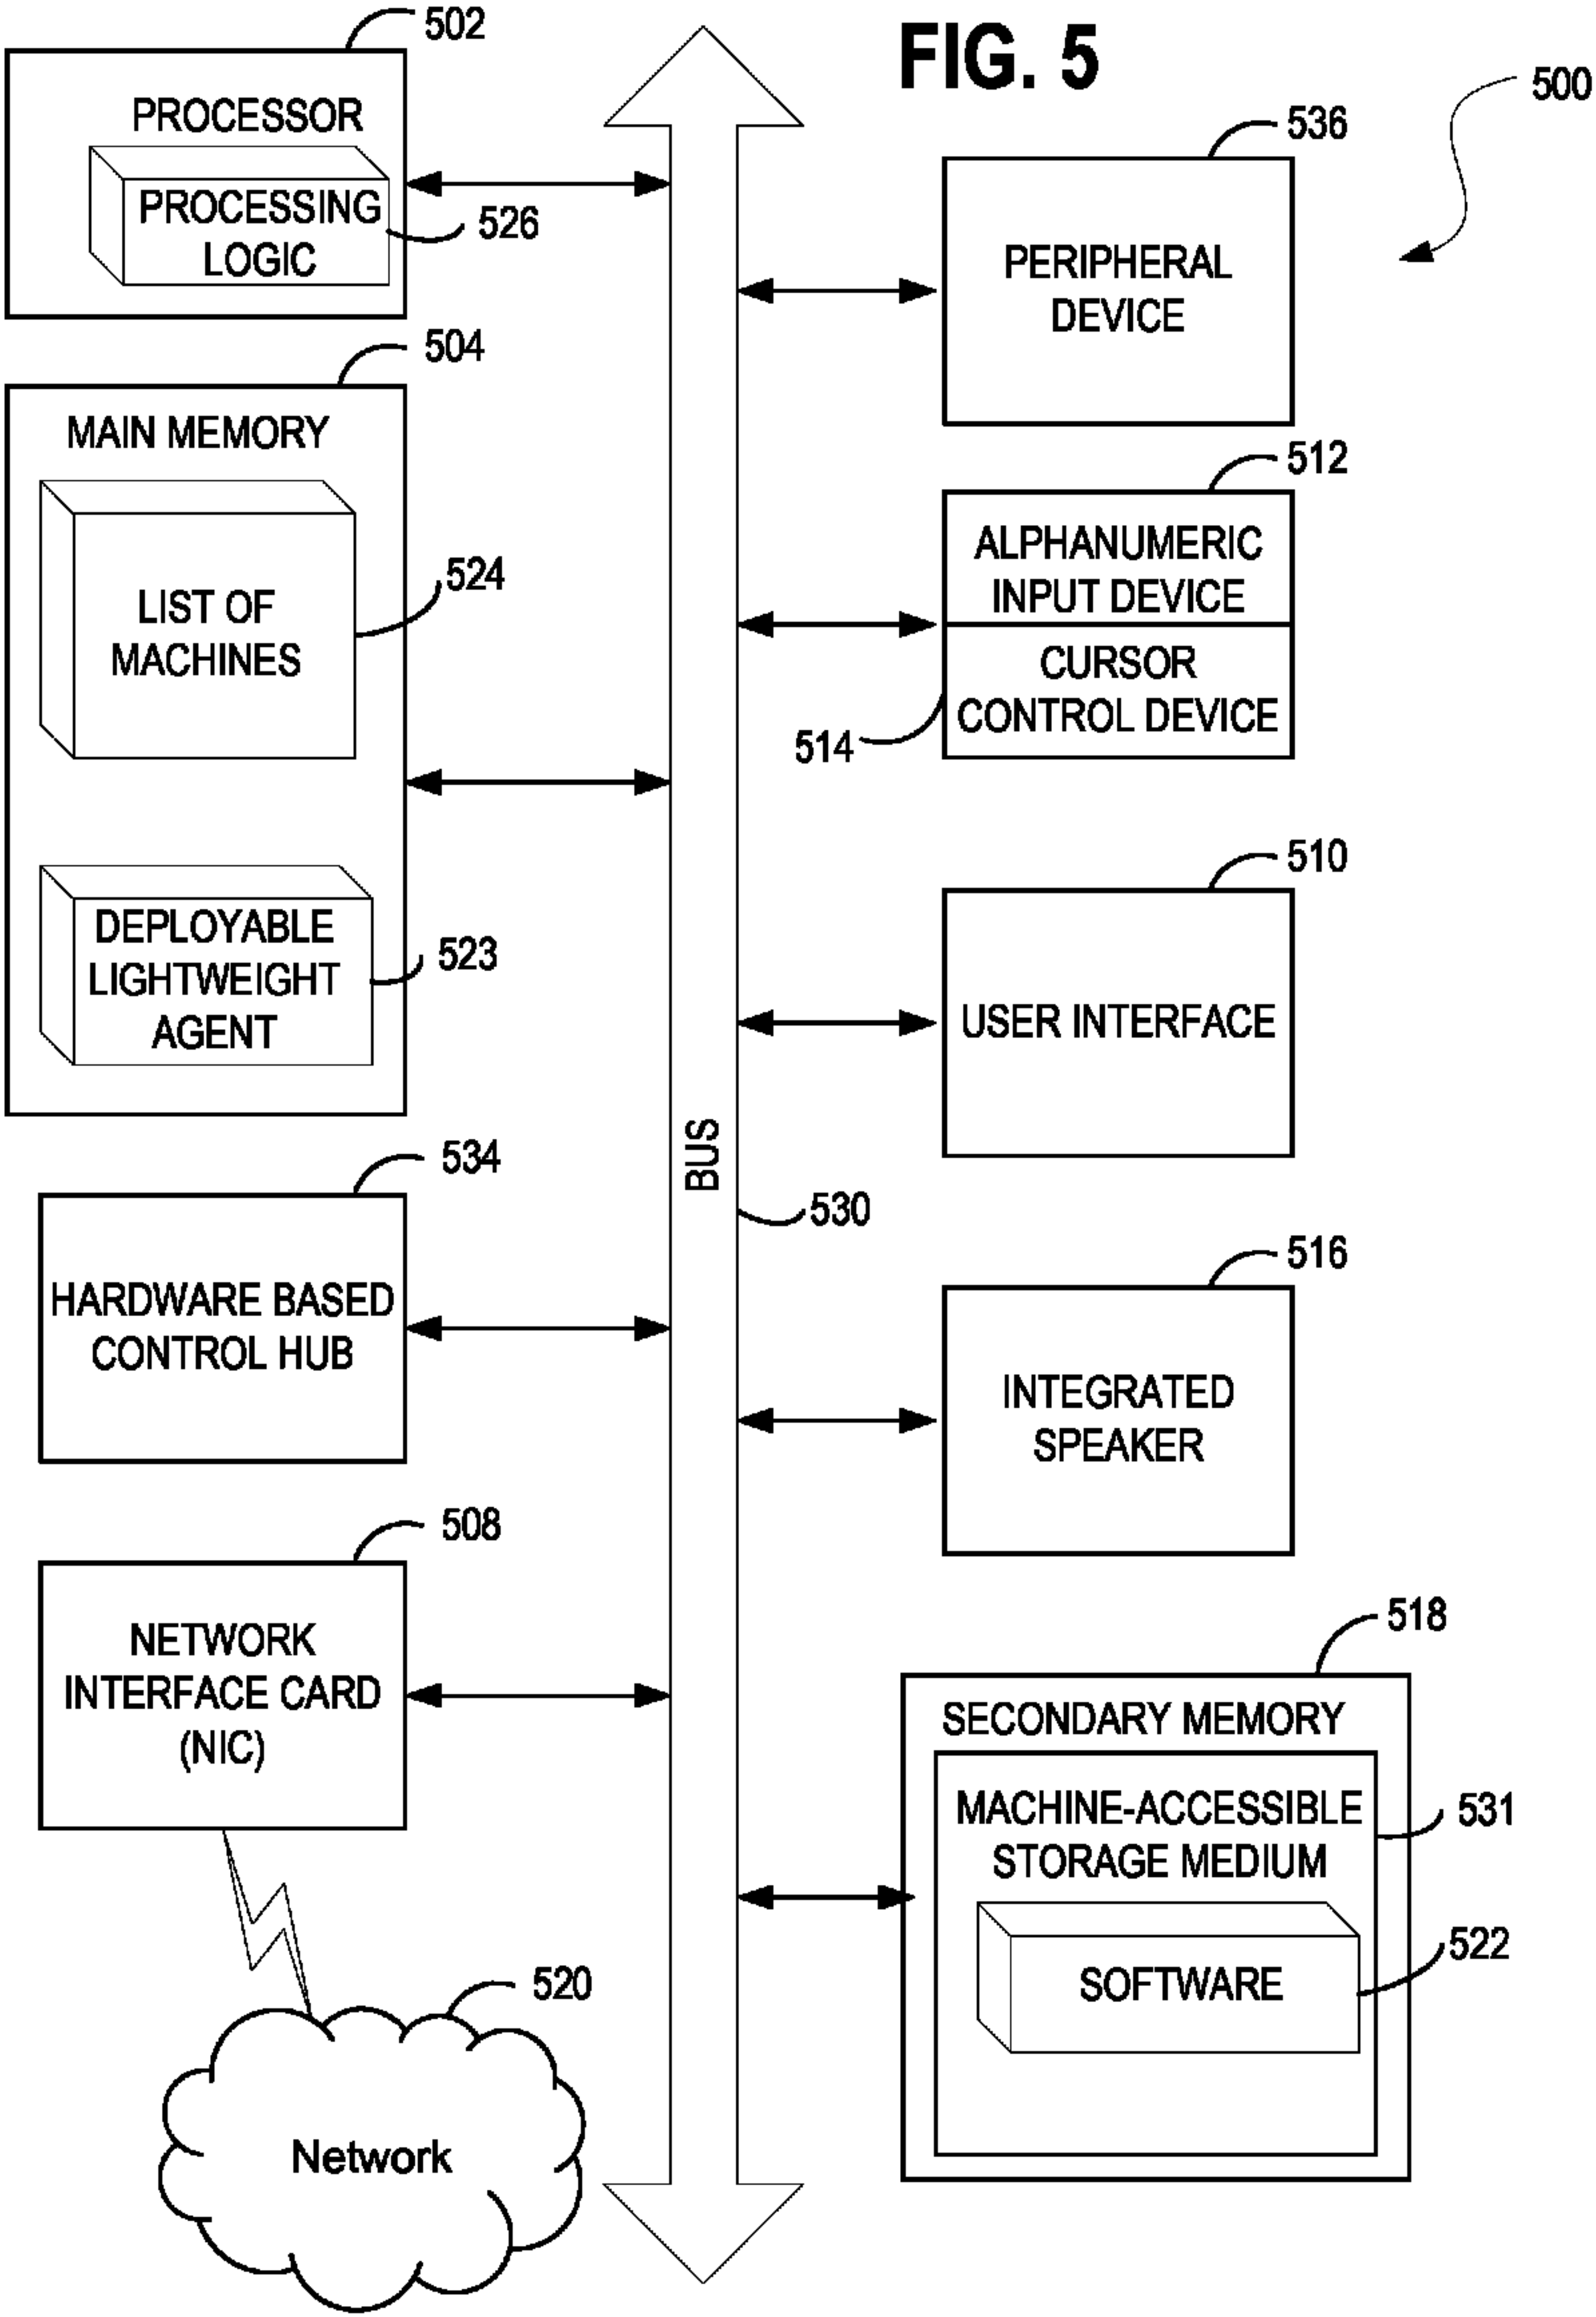 FIG. 5
500
502
PROCESSOR
PROCESSING
LOGIC
526
504
MAIN MEMORY
LIST OF
MACHINES
524
DEPLOYABLE
LIGHTWEIGHT
AGENT
523
534
HARDWARE BASED
CONTROL HUB
508
NETWORK
INTERFACE CARD
(NIC)
520
Network
BUS
530
536
PERIPHERAL
DEVICE
512
ALPHANUMERIC
INPUT DEVICE
CURSOR
CONTROL DEVICE
514
510
USER INTERFACE
516
INTEGRATED
SPEAKER
518
SECONDARY MEMORY
MACHINE-ACCESSIBLE
STORAGE MEDIUM
531
SOFTWARE
522